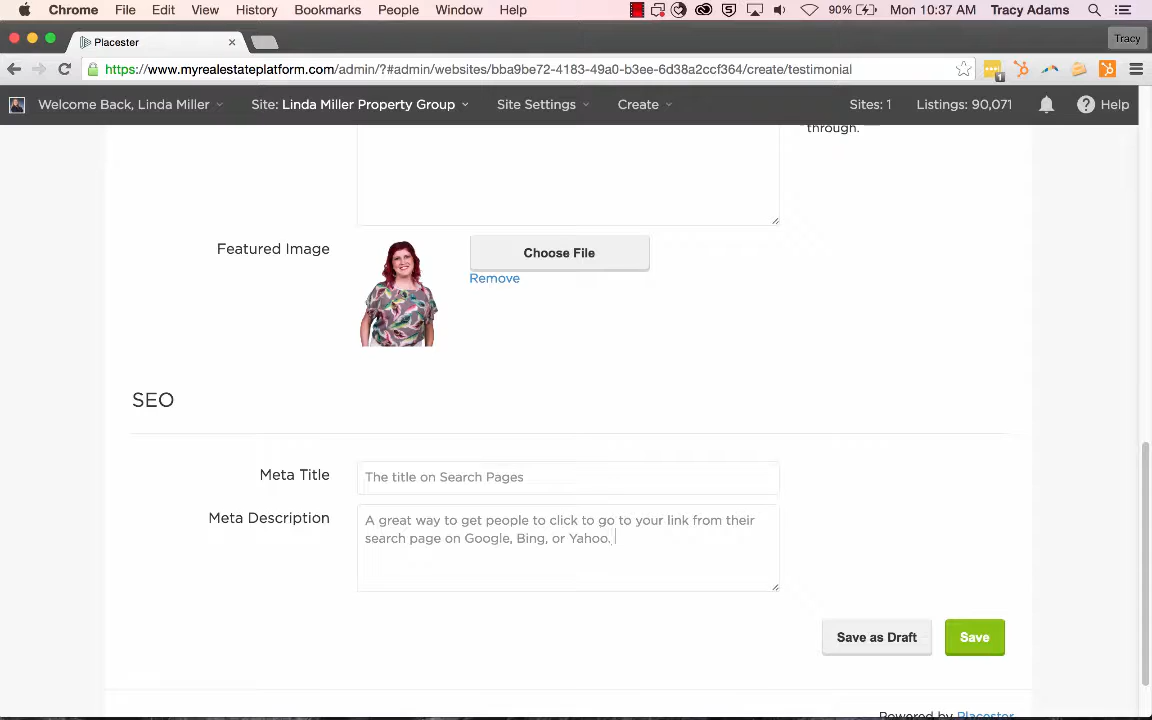 Chrome File Edit View History Bookmarks People Window Help 90% Mon 10:37 AM Tracy Adams
Placester Tracy
https://www.myrealestateplatform.com/admin/?#admin/websites/bba9be72-4183-49a0-b3ee-6d38a2ccf364/create/testimonial 1
Welcome Back, Linda Miller Site: Linda Miller Property Group Site Settings Create Sites: 1 Listings: 90,071 Help
through.
Featured Image
Choose File
Remove
SEO
Meta Title The title on Search Pages
Meta Description A great way to get people to click to go to your link from their
search page on Google, Bing, or Yahoo.
Save as Draft Save
Powered by Placester